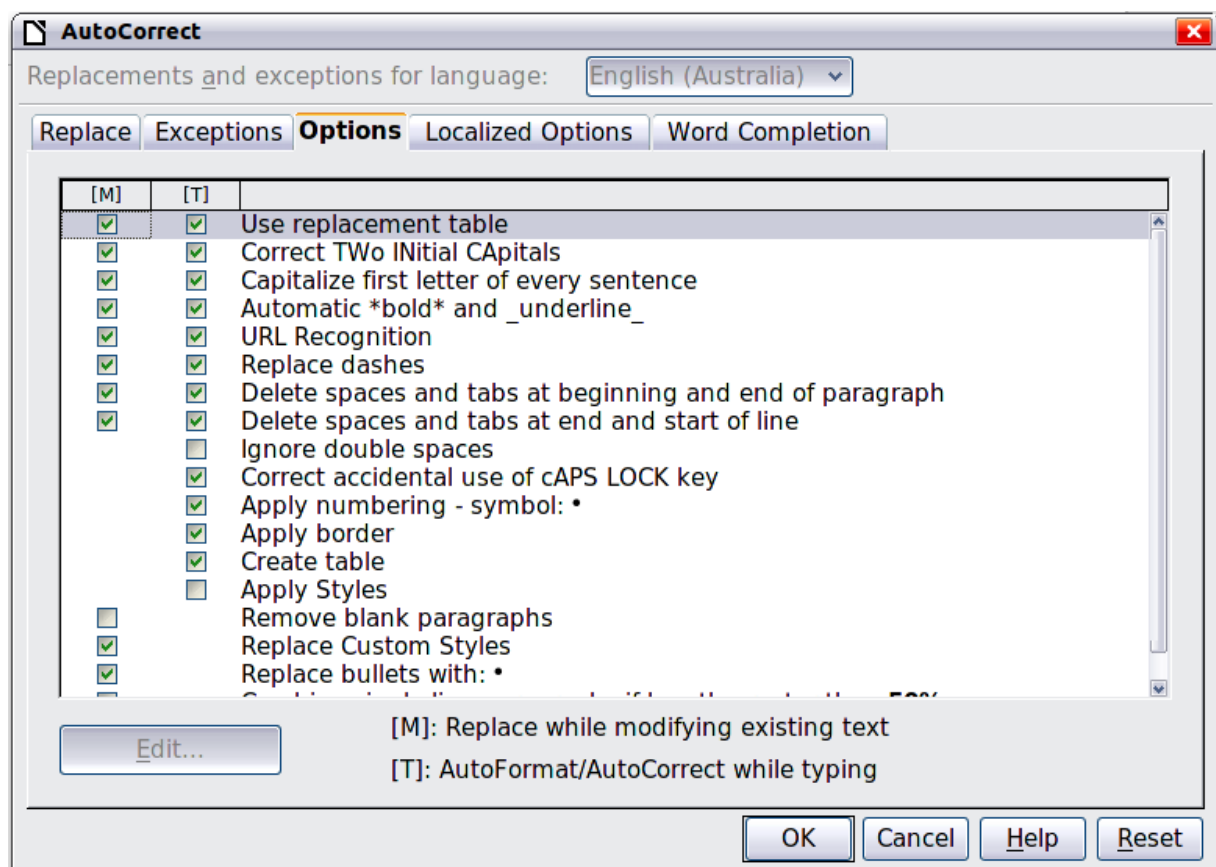 AutoCorrect
Replacements and exceptions for language: English (Australia)
Replace Exceptions Options Localized Options Word Completion
[M] [T]
Use replacement table
Correct TWo INitial CApitals
Capitalize first letter of every sentence
Automatic *bold* and _underline_
URL Recognition
Replace dashes
Delete spaces and tabs at beginning and end of paragraph
Delete spaces and tabs at end and start of line
Ignore double spaces
Correct accidental use of cAPS LOCK key
Apply numbering - symbol: •
Apply border
Create table
Apply Styles
Remove blank paragraphs
Replace Custom Styles
Replace bullets with: •
[M]: Replace while modifying existing text
Edit...
[T]: AutoFormat/AutoCorrect while typing
OK Cancel Help Reset